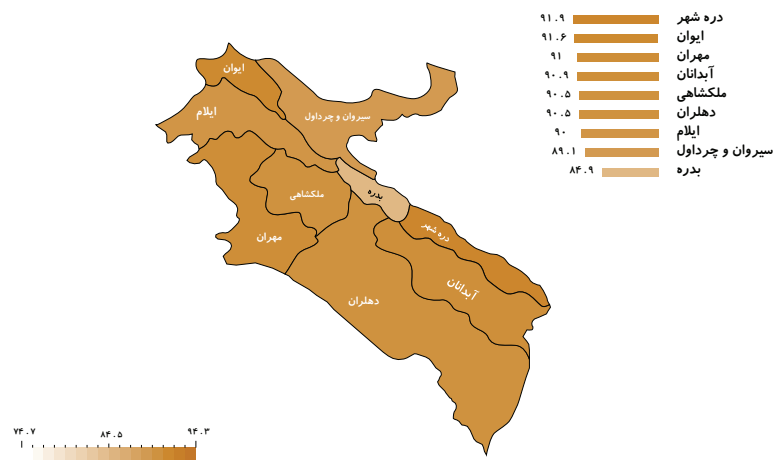 دره شهر ۹۱.۹
ایوان ۹۱.۶
مهران ۹۱
آبدانان ۹۰.۹
ملکشاهی ۹۰.۵
دهلران ۹۰.۵
ایلام ۹۰
سیروان و چرداول ۸۹.۱
بدره ۸۴.۹
ایوان
سیروان و چرداول
ایلام
ملکشاهی
بدره
مهران
دره شهر
آبدانان
دهلران
۷۴.۷ ۸۴.۵ ۹۴.۳